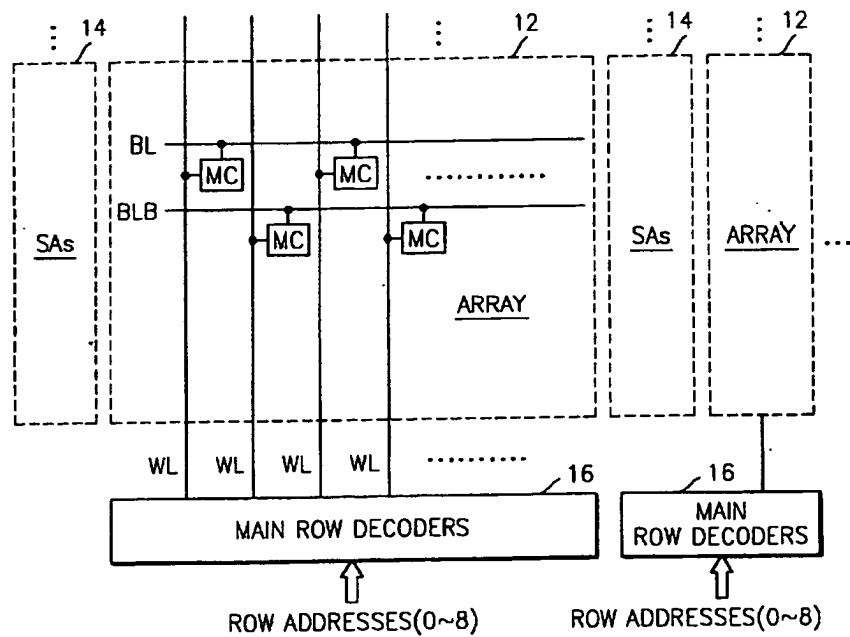 14 12 14 12
BL
MC MC
BLB
MC MC
SAs SAs ARRAY
ARRAY
WL WL WL WL
16 16
MAIN ROW DECODERS
MAIN
ROW DECODERS
ROW ADDRESSES(0~8) ROW ADDRESSES(0~8)